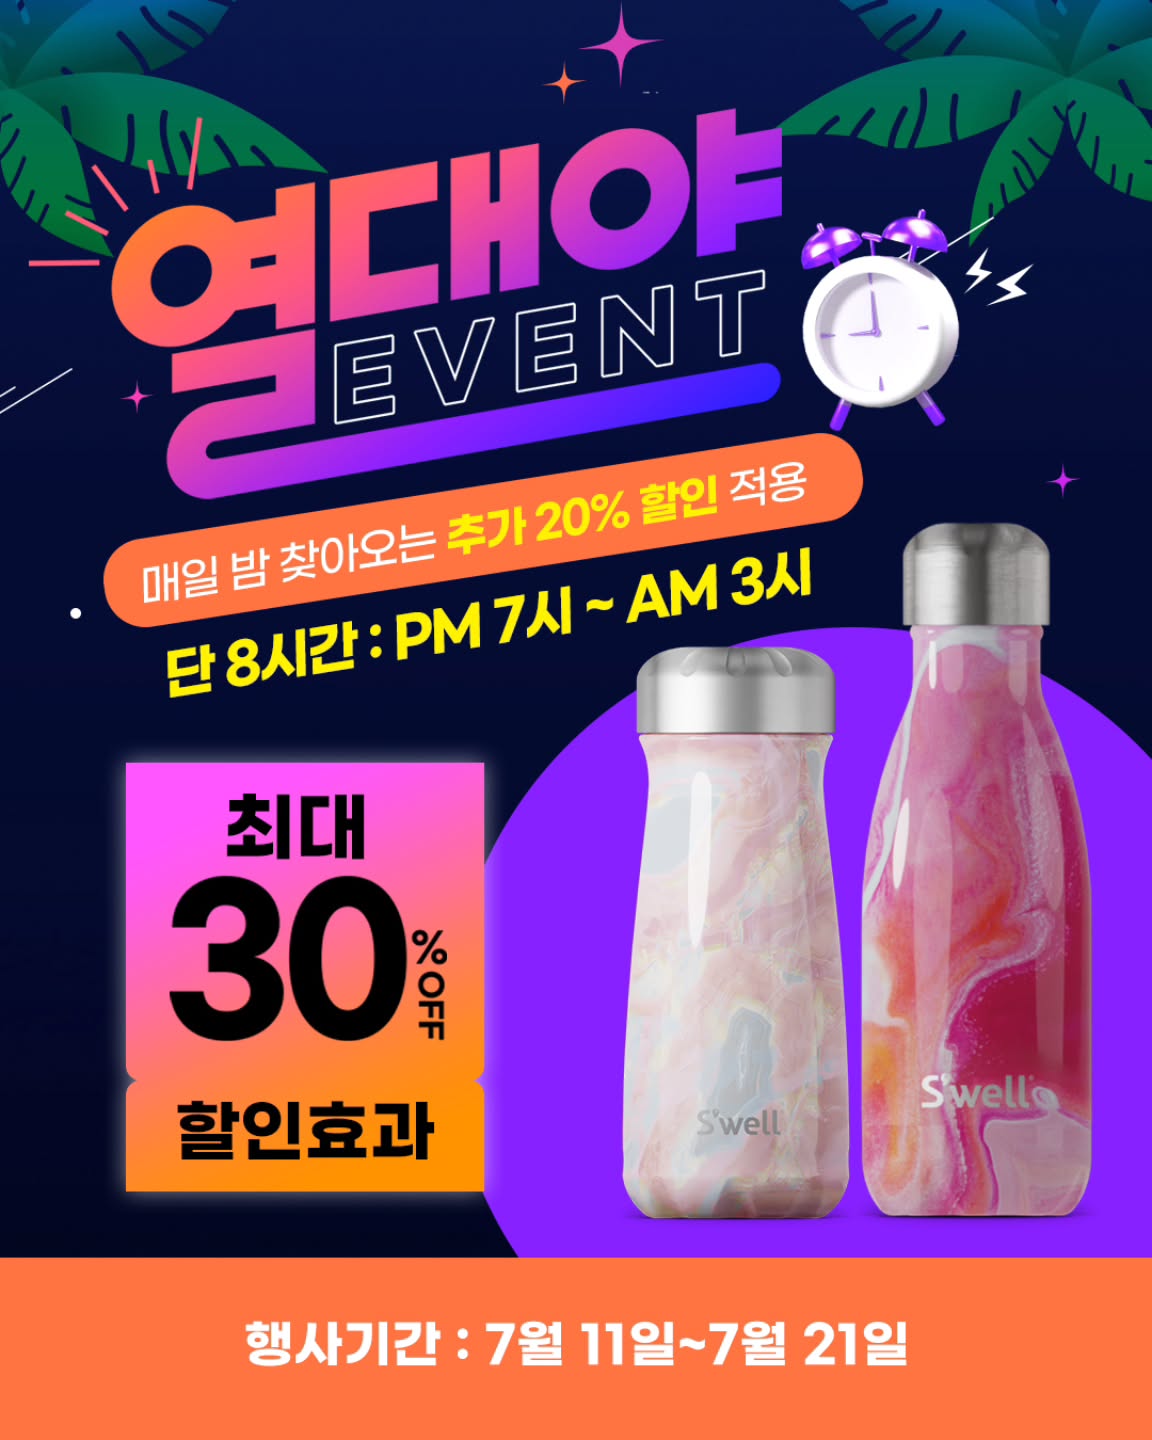 열대야
EVENT
매일 밤 찾아오는 추가 20% 할인 적용
단 8시간 : PM 7시 ~ AM 3시
최대
30% OFF
할인효과
S'well
S'well
행사기간 : 7월 11일~7월 21일